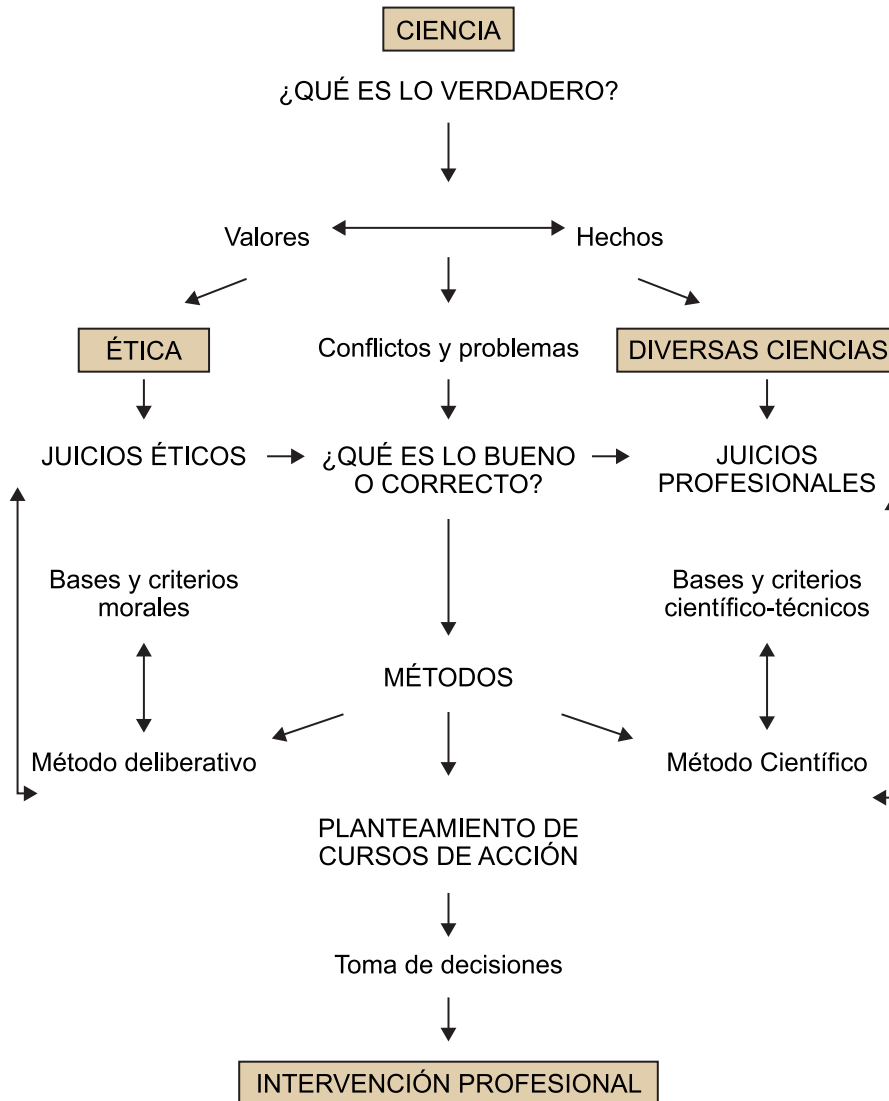 CIENCIA
¿QUÉ ES LO VERDADERO?
Valores
Hechos
ÉTICA
Conflictos y problemas
DIVERSAS CIENCIAS
JUICIOS ÉTICOS
¿QUÉ ES LO BUENO
O CORRECTO?
JUICIOS
PROFESIONALES
Bases y criterios
morales
Bases y criterios
científico-técnicos
MÉTODOS
Método deliberativo
Método Científico
PLANTEAMIENTO DE
CURSOS DE ACCIÓN
Toma de decisiones
INTERVENCIÓN PROFESIONAL